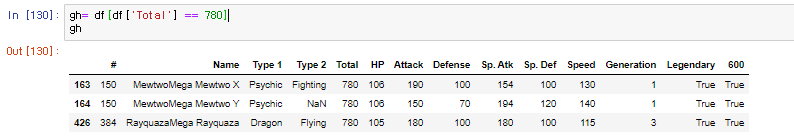 In [130]: gh= df[df['Total'] == 780]
gh
Out [130]:
# Name Type 1 Type 2 Total HP Attack Defense Sp. Atk Sp. Def Speed Generation Legendary 600
163 150 MewtwoMega Mewtwo X Psychic Fighting 780 106 190 100 154 100 130 1 True True
164 150 MewtwoMega Mewtwo Y Psychic NaN 780 106 150 70 194 120 140 1 True True
426 384 RayquazaMega Rayquaza Dragon Flying 780 105 180 100 180 100 115 3 True True